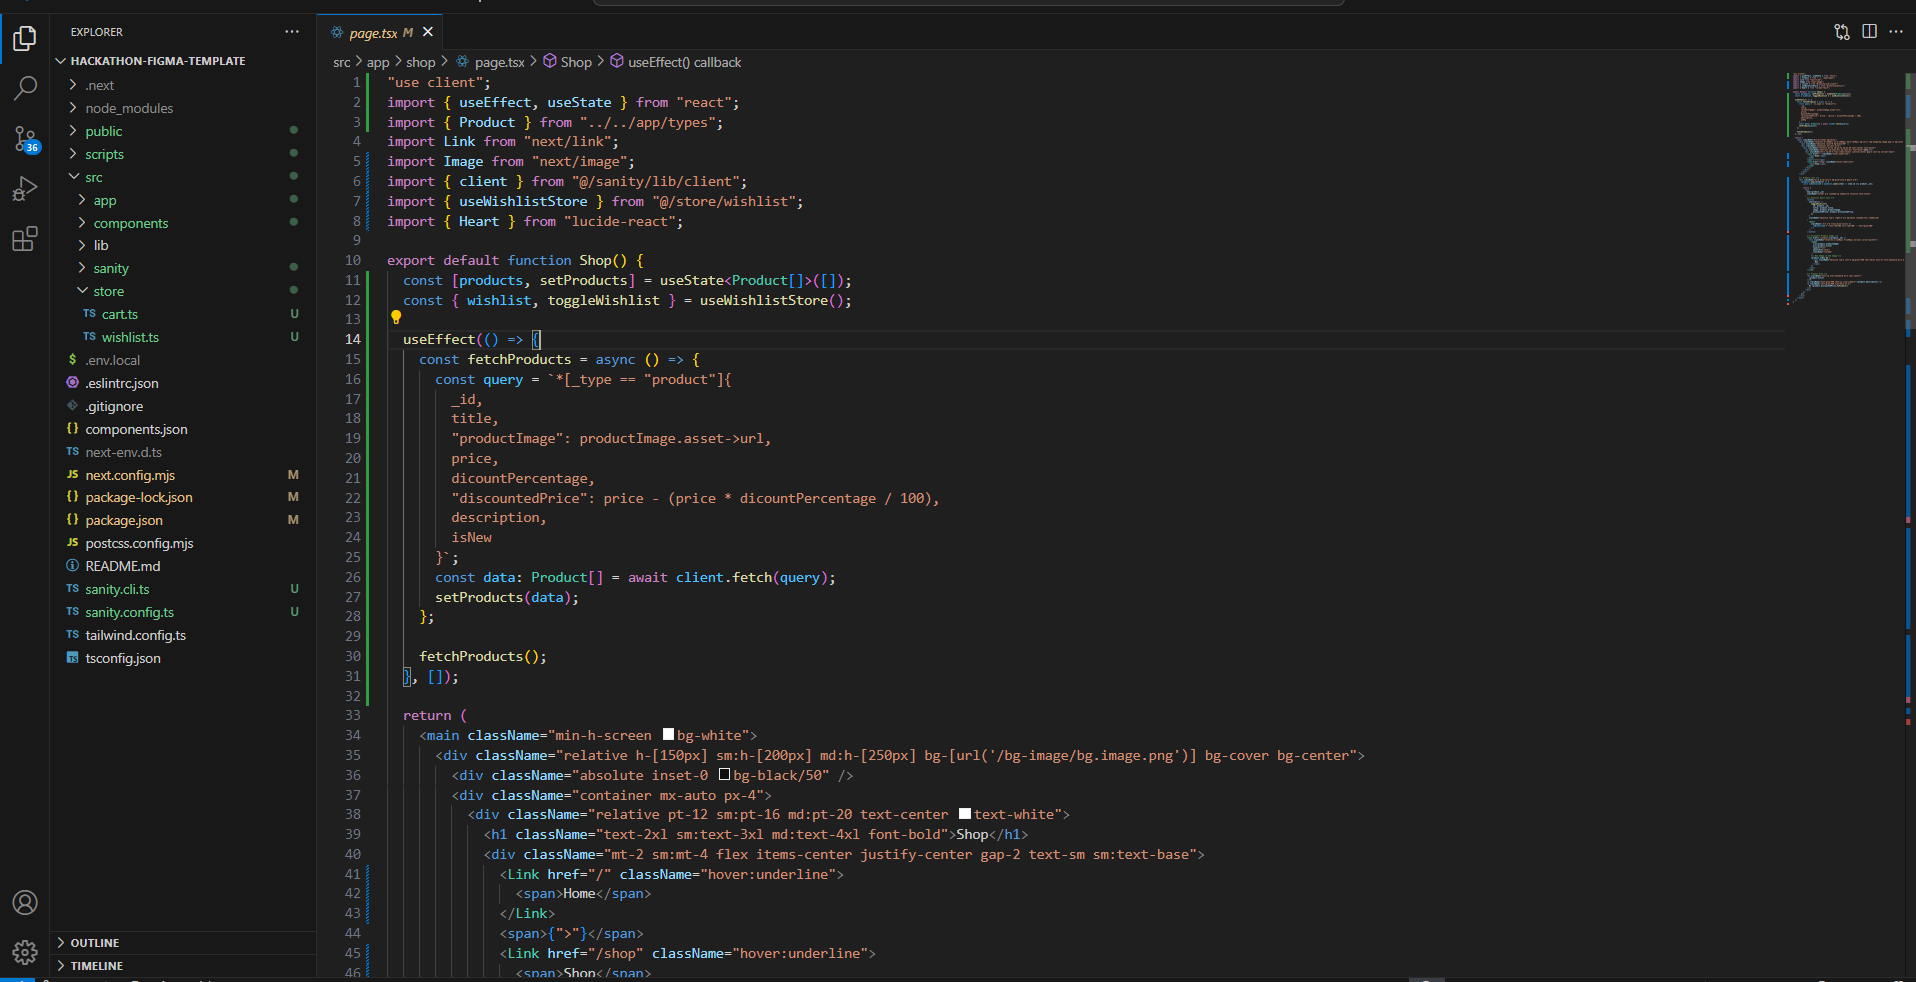 EXPLORER
HACKATHON-FIGMA-TEMPLATE
.next
node_modules
public
36
scripts
src
app
components
lib
sanity
store
TS cart.ts U
TS wishlist.ts U
$ .env.local
.eslintrc.json
.gitignore
{} components.json
TS next-env.d.ts
JS next.config.mjs M
{} package-lock.json M
{} package.json M
JS postcss.config.mjs
README.md
TS sanity.cli.ts U
TS sanity.config.ts U
TS tailwind.config.ts
TS tsconfig.json
OUTLINE
TIMELINE
page.tsx M
src > app > shop > page.tsx > Shop > useEffect() callback
1 "use client";
2 import { useEffect, useState } from "react";
3 import { Product } from "../../app/types";
4 import Link from "next/link";
5 import Image from "next/image";
6 import { client } from "@/sanity/lib/client";
7 import { useWishlistStore } from "@/store/wishlist";
8 import { Heart } from "lucide-react";
9
10 export default function Shop() {
11 const [products, setProducts] = useState<Product[]>([]);
12 const { wishlist, toggleWishlist } = useWishlistStore();
13
14 useEffect(() => {
15 const fetchProducts = async () => {
16 const query = `*[_type == "product"]{
17 _id,
18 title,
19 "productImage": productImage.asset->url,
20 price,
21 dicountPercentage,
22 "discountedPrice": price - (price * dicountPercentage / 100),
23 description,
24 isNew
25 }`;
26 const data: Product[] = await client.fetch(query);
27 setProducts(data);
28 };
29
30 fetchProducts();
31 }, []);
32
33 return (
34 <main className="min-h-screen bg-white">
35 <div className="relative h-[150px] sm:h-[200px] md:h-[250px] bg-[url('/bg-image/bg.image.png')] bg-cover bg-center">
36 <div className="absolute inset-0 bg-black/50" />
37 <div className="container mx-auto px-4">
38 <div className="relative pt-12 sm:pt-16 md:pt-20 text-center text-white">
39 <h1 className="text-2xl sm:text-3xl md:text-4xl font-bold">Shop</h1>
40 <div className="mt-2 sm:mt-4 flex items-center justify-center gap-2 text-sm sm:text-base">
41 <Link href="/" className="hover:underline">
42 <span>Home</span>
43 </Link>
44 <span>{">"}</span>
45 <Link href="/shop" className="hover:underline">
46 <span>Shop</span>